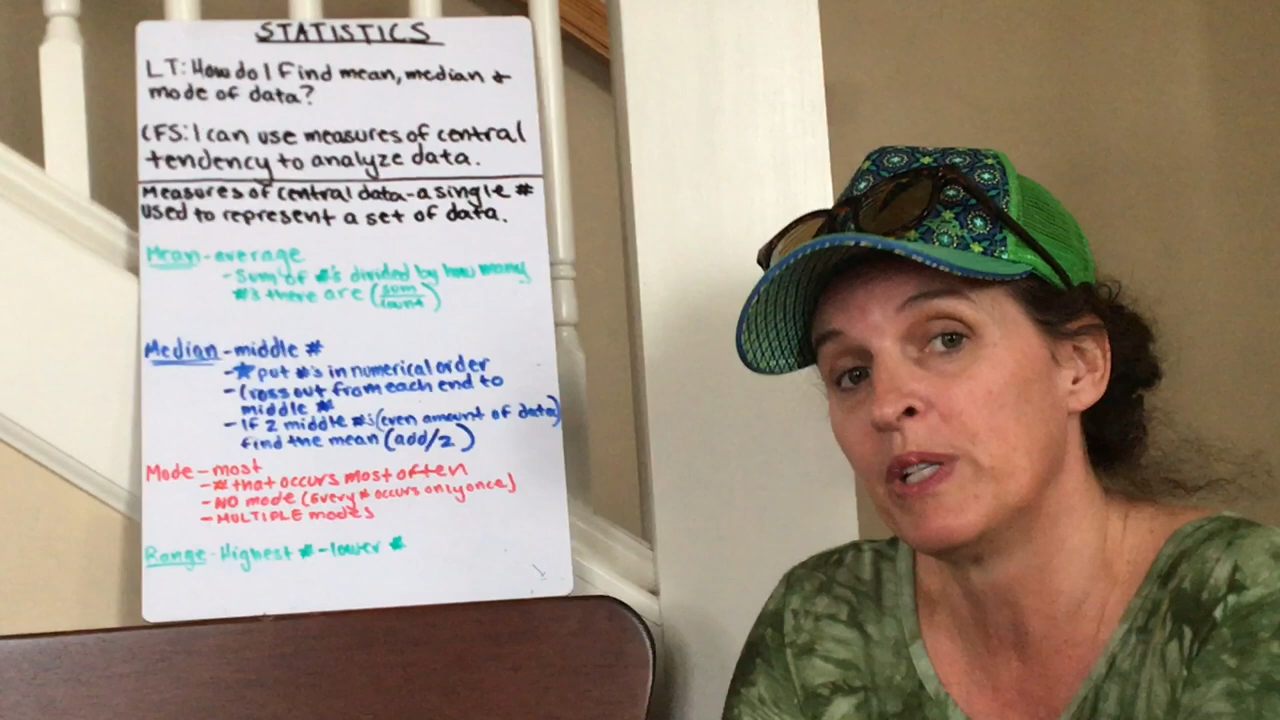 STATISTICS
LT: How do I find mean, median &
mode of data?
CFS: I can use measures of central
tendency to analyze data.
Measures of central data - a single #
used to represent a set of data.
Mean - average
- Sum of #'s divided by how many
#'s there are (sum/count)
Median - middle #
- ★ put #'s in numerical order
- Cross out from each end to
middle #
- If 2 middle #s (even amount of data)
find the mean (add/2)
Mode - most
- # that occurs most often
- NO mode (every # occurs only once)
- MULTIPLE modes
Range - Highest # - lower #